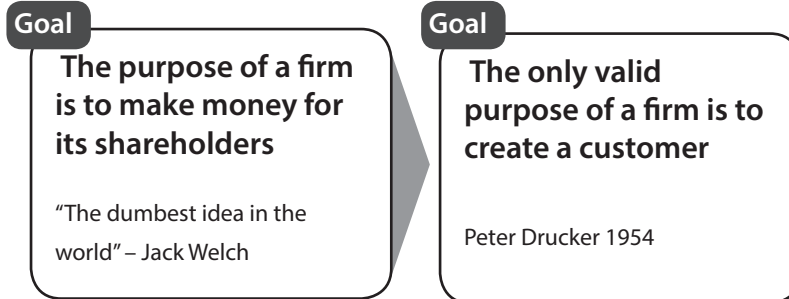 Goal
The purpose of a firm
is to make money for
its shareholders
“The dumbest idea in the
world” – Jack Welch
Goal
The only valid
purpose of a firm is to
create a customer
Peter Drucker 1954